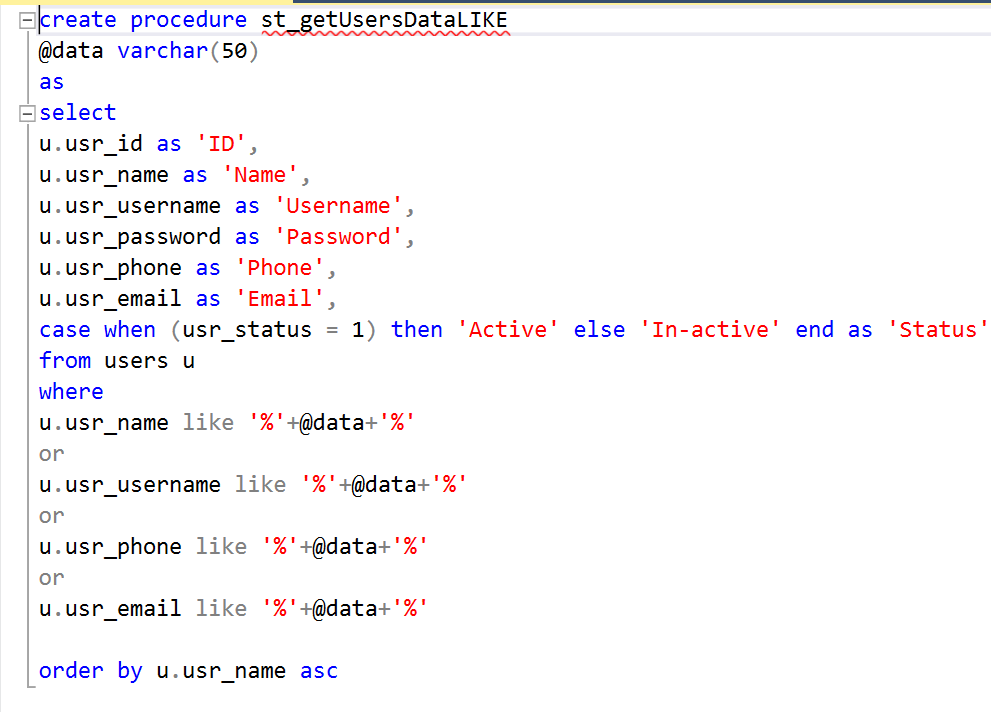 create procedure st_getUsersDataLIKE
@data varchar(50)
as
select
u.usr_id as 'ID',
u.usr_name as 'Name',
u.usr_username as 'Username',
u.usr_password as 'Password',
u.usr_phone as 'Phone',
u.usr_email as 'Email',
case when (usr_status = 1) then 'Active' else 'In-active' end as 'Status'
from users u
where
u.usr_name like '%'+@data+'%'
or
u.usr_username like '%'+@data+'%'
or
u.usr_phone like '%'+@data+'%'
or
u.usr_email like '%'+@data+'%'
order by u.usr_name asc